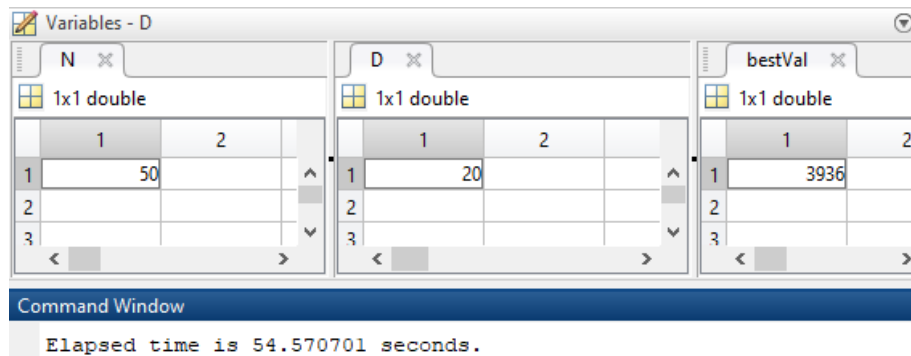 Variables - D
N D bestVal
1x1 double 1x1 double 1x1 double
1 2 1 2 1 2
1 50 1 20 1 3936
2 2 2
3 3 3
Command Window
Elapsed time is 54.570701 seconds.